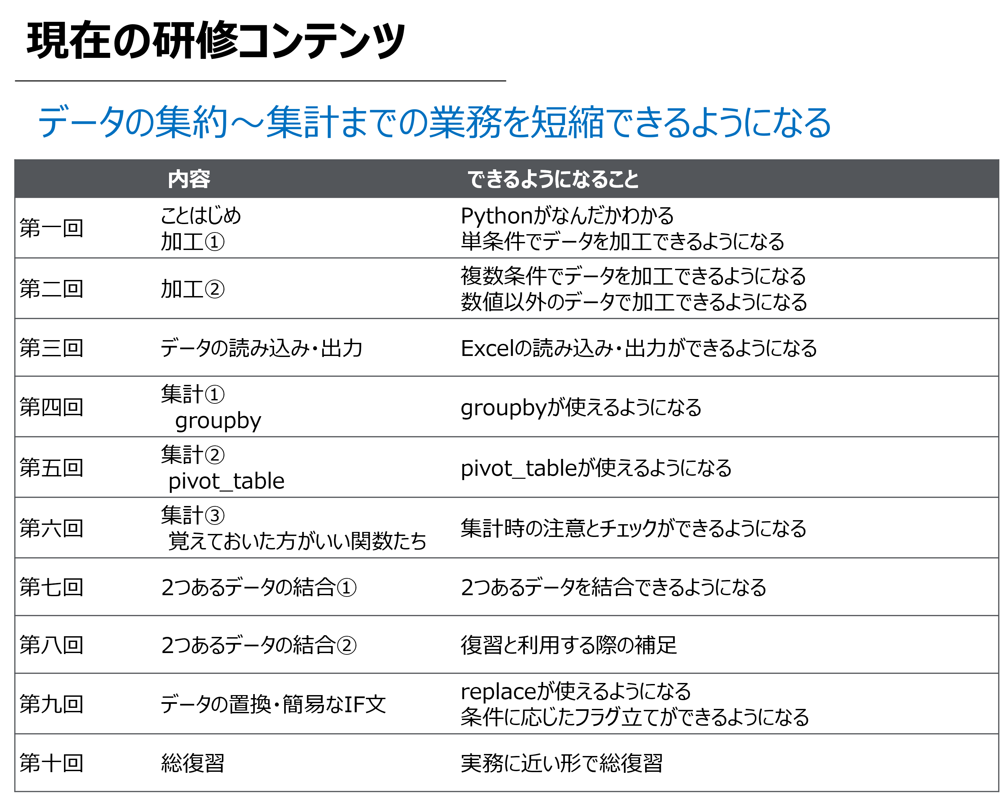 現在の研修コンテンツ
データの集約～集計までの業務を短縮できるようになる
内容 できるようになること
第一回
ことはじめ
加工①
Pythonがなんだかわかる
単条件でデータを加工できるようになる
第二回
加工②
複数条件でデータを加工できるようになる
数値以外のデータで加工できるようになる
第三回
データの読み込み・出力
Excelの読み込み・出力ができるようになる
第四回
集計①
groupby
groupbyが使えるようになる
第五回
集計②
pivot_table
pivot_tableが使えるようになる
第六回
集計③
覚えておいた方がいい関数たち
集計時の注意とチェックができるようになる
第七回
2つあるデータの結合①
2つあるデータを結合できるようになる
第八回
2つあるデータの結合②
復習と利用する際の補足
第九回
データの置換・簡易なIF文
replaceが使えるようになる
条件に応じたフラグ立てができるようになる
第十回
総復習
実務に近い形で総復習